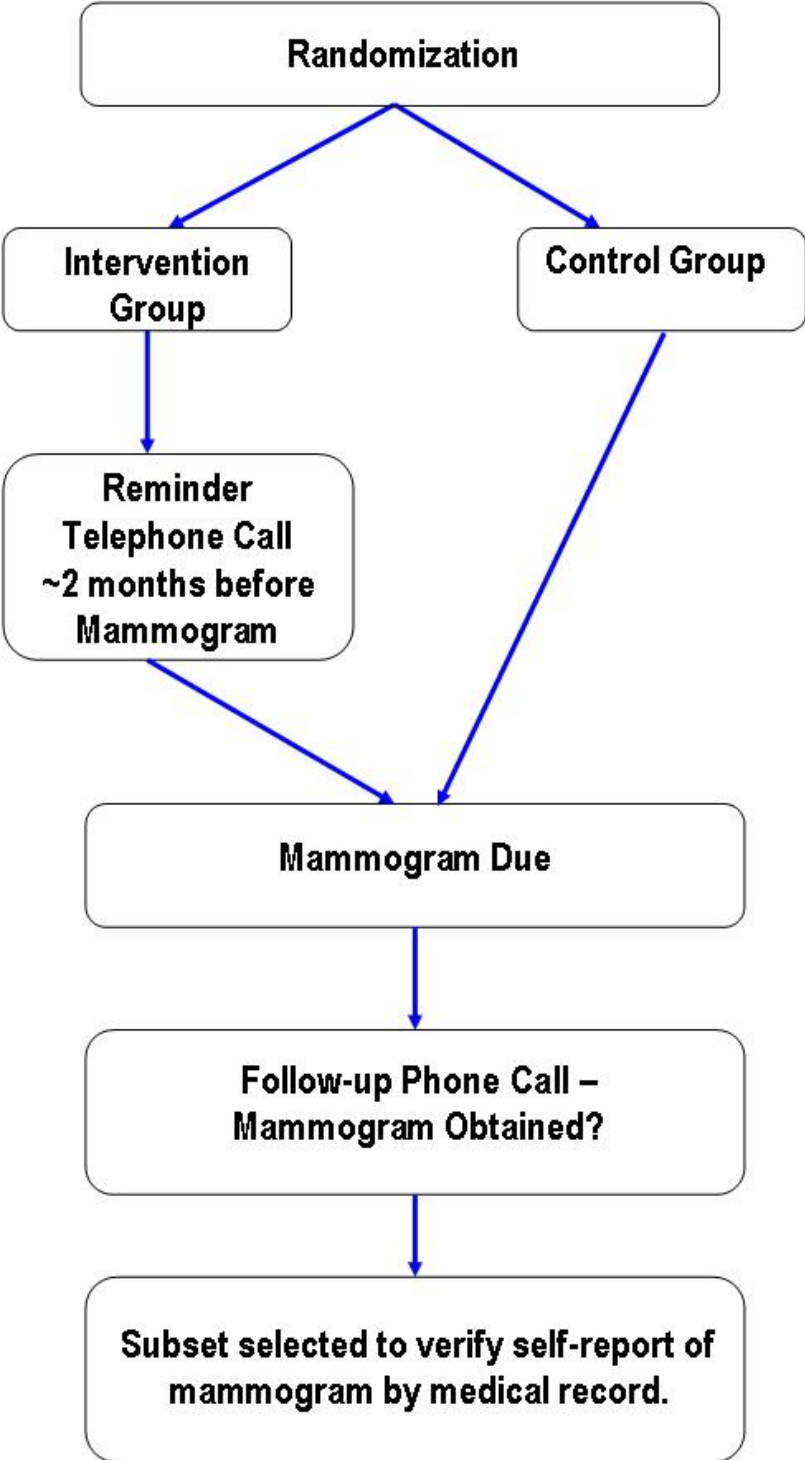 Randomization
Intervention
Group
Control Group
Reminder
Telephone Call
~2 months before
Mammogram
Mammogram Due
Follow-up Phone Call –
Mammogram Obtained?
Subset selected to verify self-report of
mammogram by medical record.